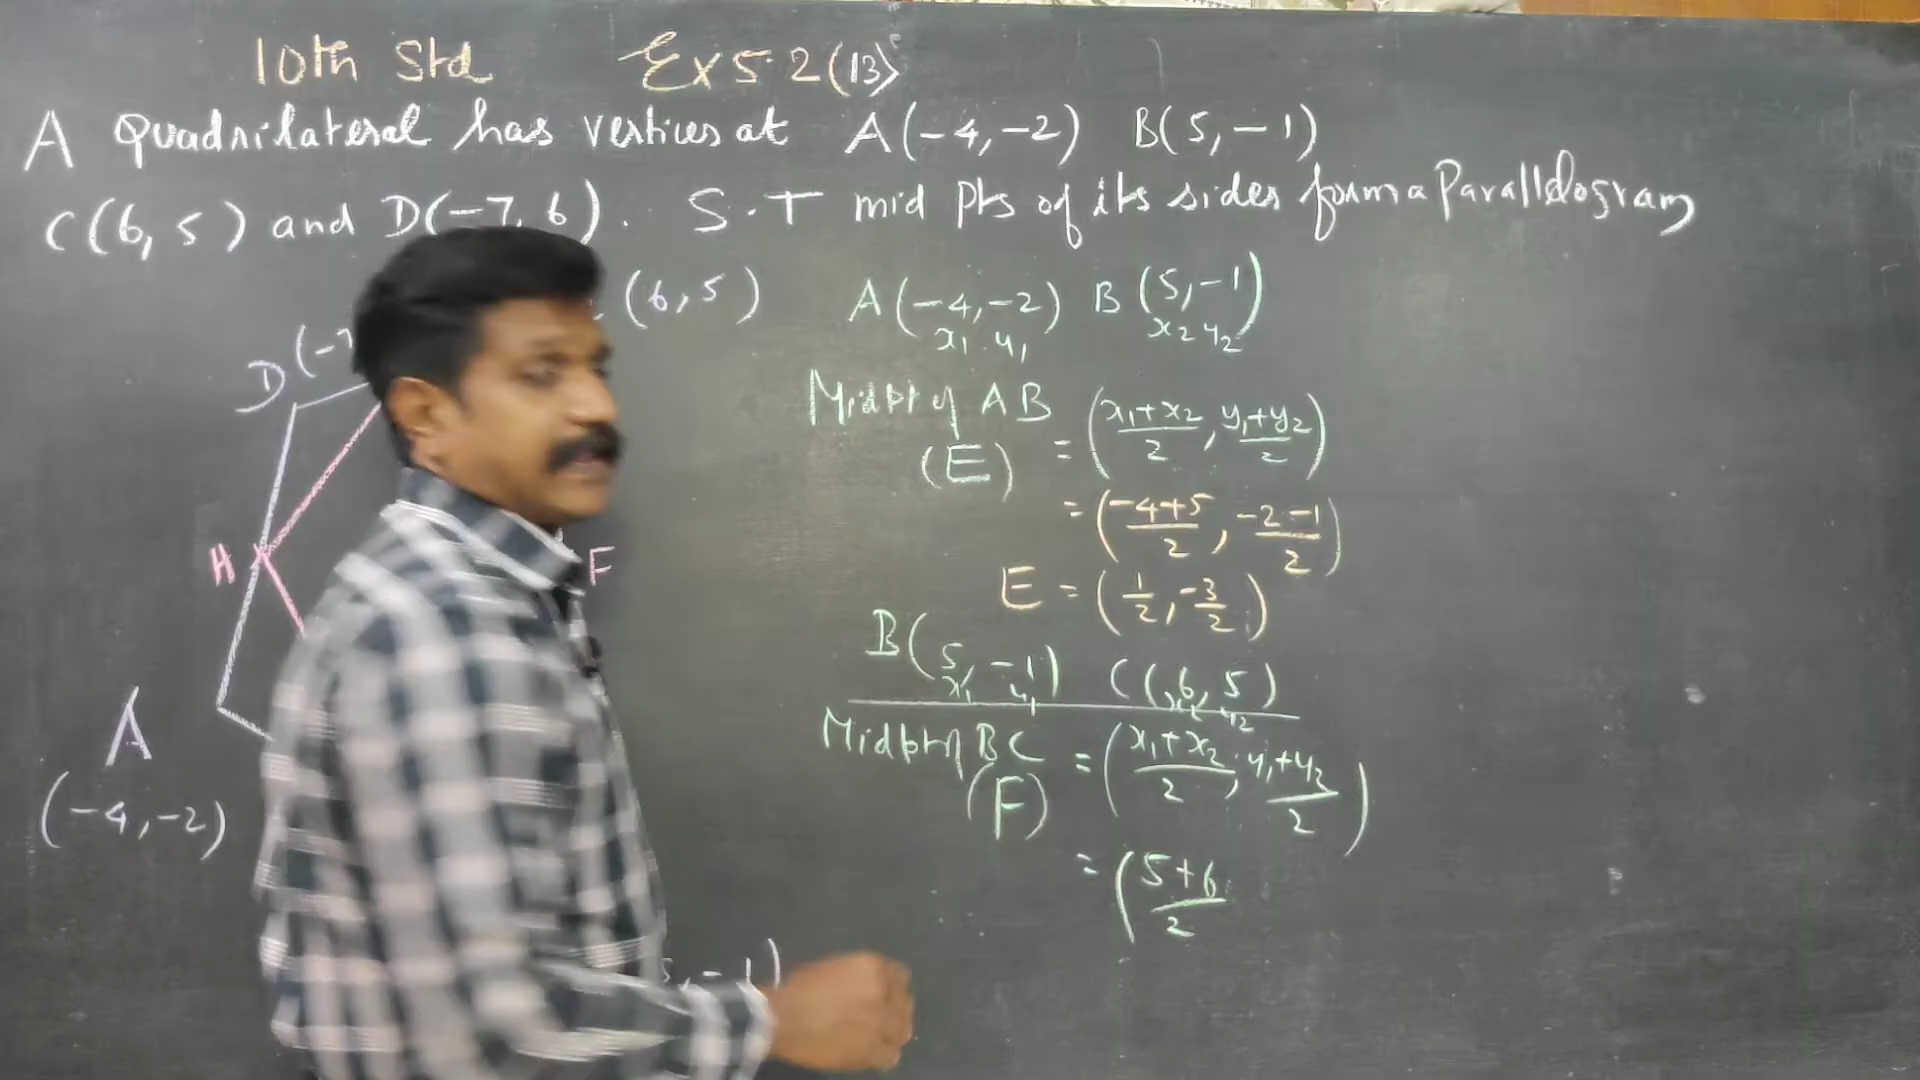 10th Std Ex 5.2 (13)
A Quadrilateral has vertices at A(-4,-2) B(5,-1)
C(6,5) and D(-7,6). S.T mid pts of its sides form a Parallelogram
(6,5)
D(-7
H
F
A
(-4,-2)
5,-1)
A(-4,-2) B(5,-1)
x₁ y₁ x₂ y₂
Midpt of AB = (x₁+x₂/2, y₁+y₂/2)
(E)
= (-4+5/2, -2-1/2)
E = (1/2, -3/2)
B(5,-1) C(6,5)
x₁ y₁ x₂ y₂
Midpt of BC = (x₁+x₂/2, y₁+y₂/2)
(F)
= (5+6/2